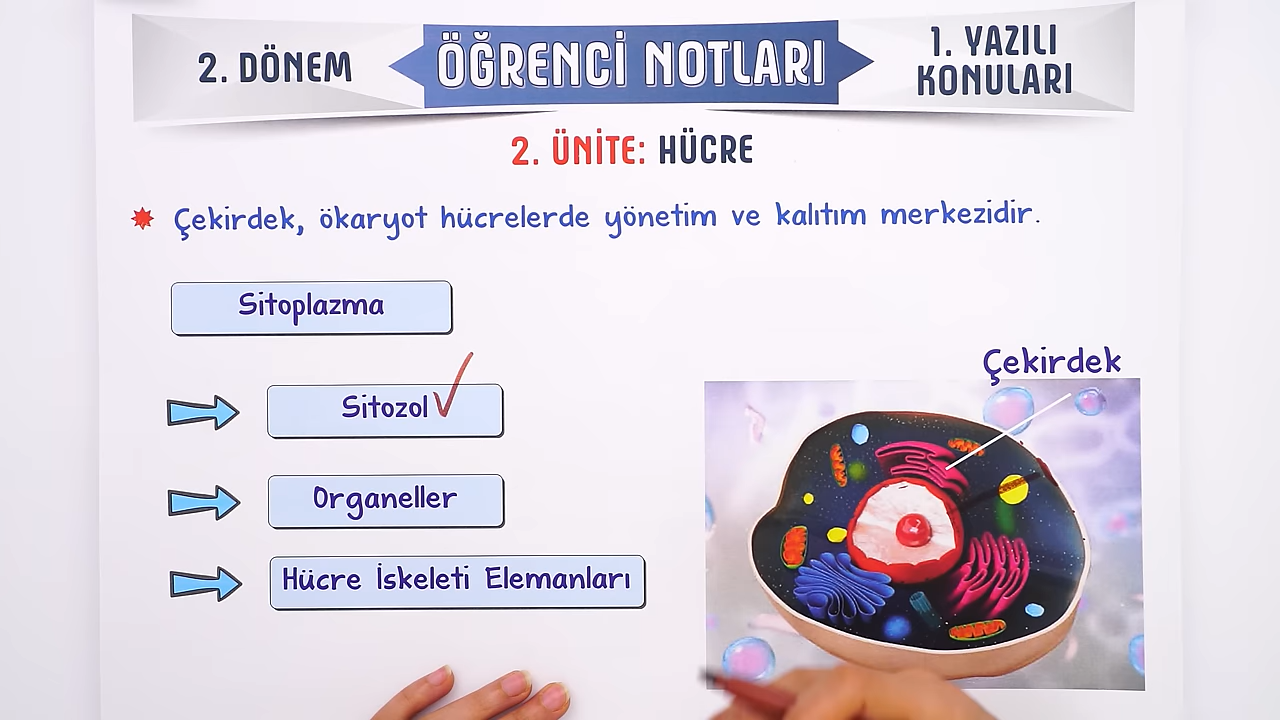 2. DÖNEM
ÖĞRENCİ NOTLARI
1. YAZILI
KONULARI
2. ÜNİTE: HÜCRE
Çekirdek, ökaryot hücrelerde yönetim ve kalıtım merkezidir.
Sitoplazma
Sitozol
Organeller
Hücre İskeleti Elemanları
Çekirdek